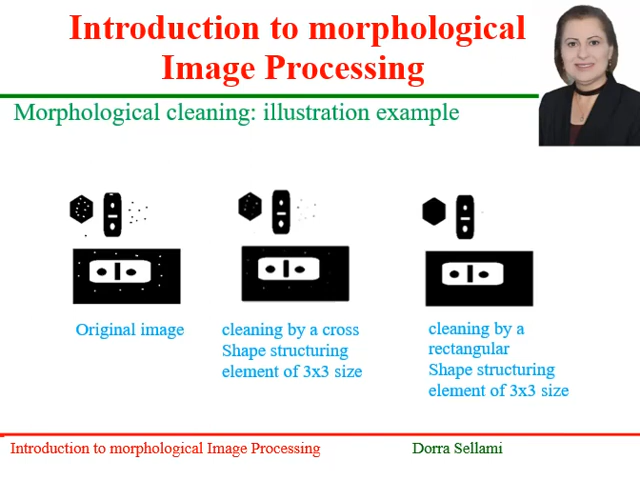 Introduction to morphological
Image Processing
Morphological cleaning: illustration example
Original image
cleaning by a cross
Shape structuring
element of 3x3 size
cleaning by a
rectangular
Shape structuring
element of 3x3 size
Introduction to morphological Image Processing
Dorra Sellami